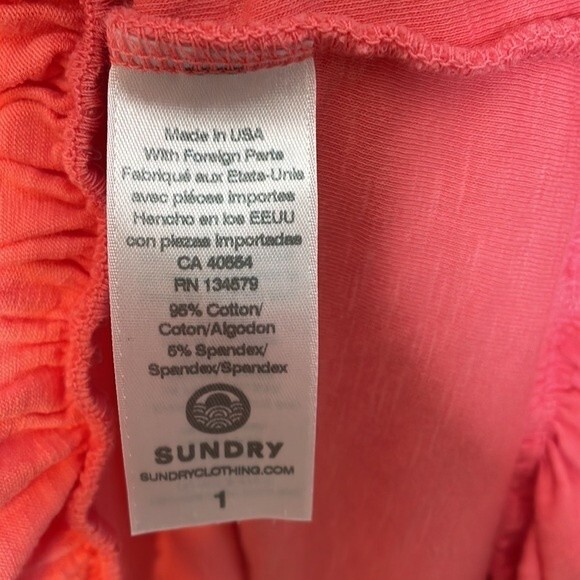 Made in USA
With Foreign Parts
Fabriqué aux Etats-Unis
avec pièces importes
Hencho en los EEUU
con piezas importadas
CA 40554
RN 134579
95% Cotton/
Coton/Algodon
5% Spandex/
Spandex/Spandex
SUNDRY
SUNDRYCLOTHING.COM
1